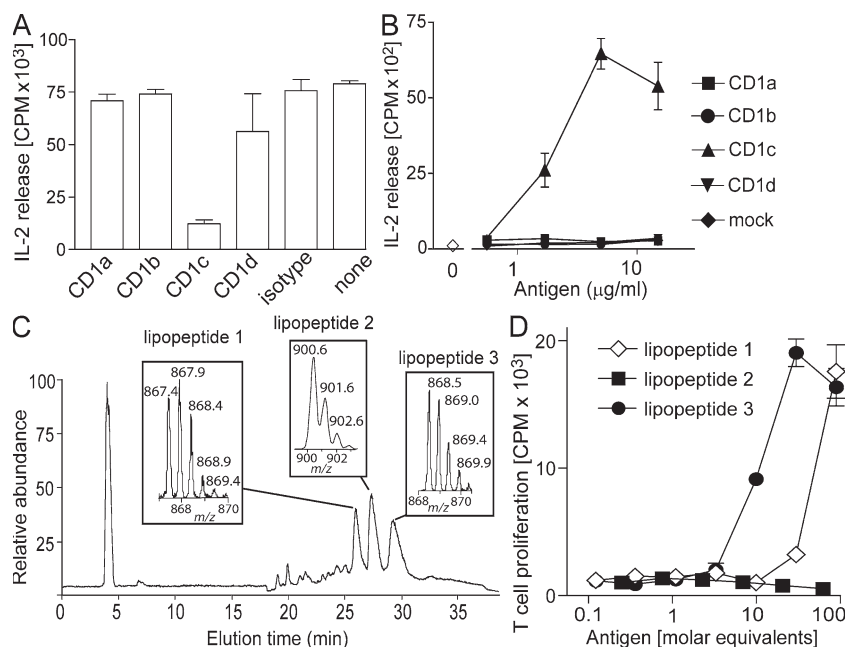 A
IL-2 release [CPM x10³]
100
75
50
25
0
CD1a
CD1b
CD1c
CD1d
isotype
none
B
IL-2 release [CPM x10²]
75
50
25
0
0
1
10
Antigen (μg/ml)
CD1a
CD1b
CD1c
CD1d
mock
C
Relative abundance
100
75
50
25
0
5
10
15
20
25
30
35
Elution time (min)
lipopeptide 1
867.4
867.9
868.4
868.9
869.4
868
870
m/z
lipopeptide 2
900.6
901.6
902.6
900
902
m/z
lipopeptide 3
868.5
869.0
869.4
869.9
868
870
m/z
D
T cell proliferation [CPM x 10³]
20
10
0
lipopeptide 1
lipopeptide 2
lipopeptide 3
0.1
1
10
100
Antigen [molar equivalents]